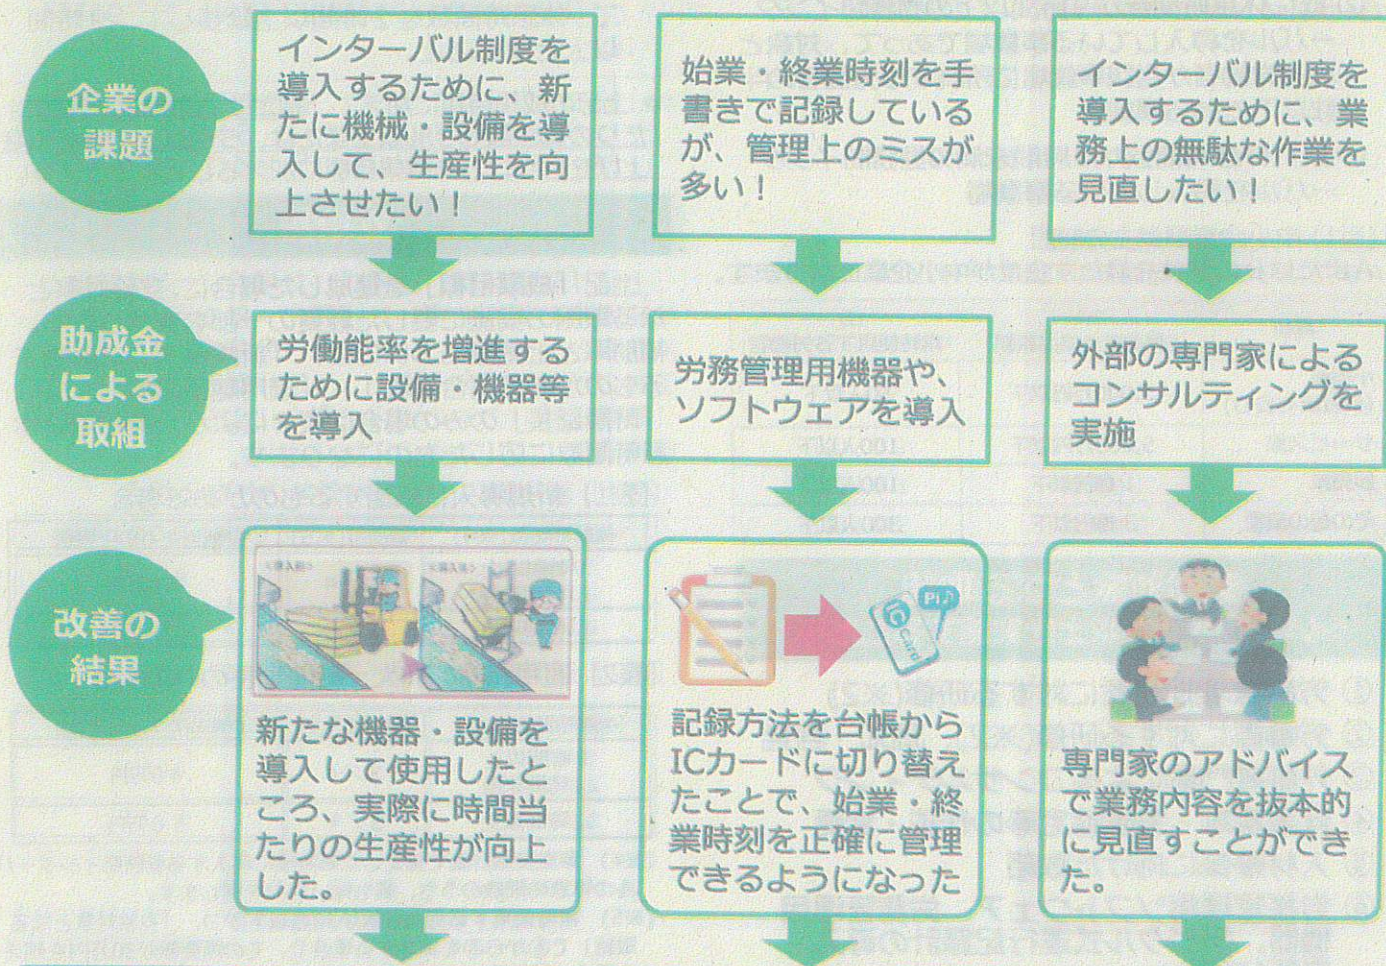 企業の
課題
インターバル制度を
導入するために、新
たに機械・設備を導
入して、生産性を向
上させたい！
始業・終業時刻を手
書きで記録している
が、管理上のミスが
多い！
インターバル制度を
導入するために、業
務上の無駄な作業を
見直したい！
助成金
による
取組
労働能率を増進する
ために設備・機器等
を導入
労務管理用機器や、
ソフトウェアを導入
外部の専門家による
コンサルティングを
実施
改善の
結果
新たな機器・設備を
導入して使用したと
ころ、実際に時間当
たりの生産性が向上
した。
Pi♪
IC
Card
記録方法を台帳から
ICカードに切り替え
たことで、始業・終
業時刻を正確に管理
できるようになった
専門家のアドバイス
で業務内容を抜本的
に見直すことができ
た。